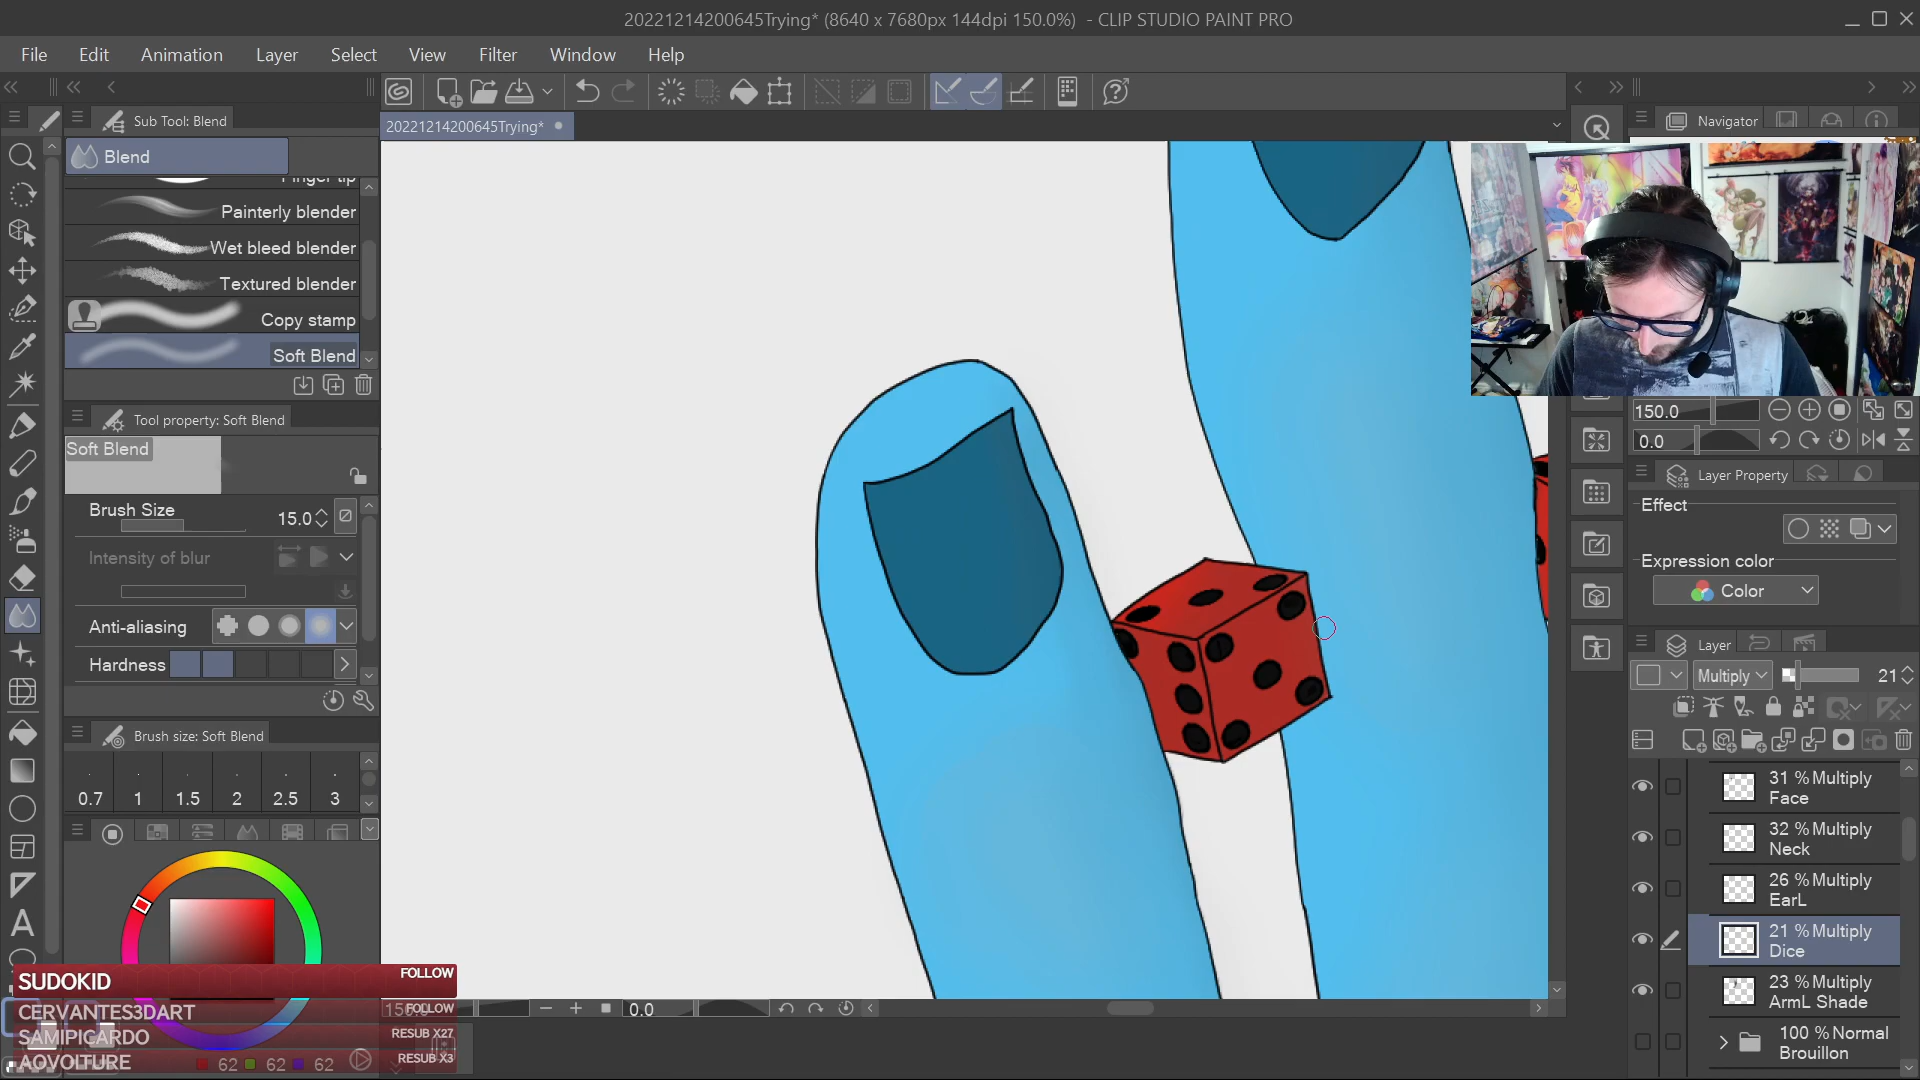 20221214200645Trying* (8640 x 7680px 144dpi 150.0%) - CLIP STUDIO PAINT PRO
File Edit Animation Layer Select View Filter Window Help
Sub Tool: Blend
20221214200645Trying*
Navigator
Blend
Finger tip
Painterly blender
Wet bleed blender
Textured blender
Copy stamp
Soft Blend
Tool property: Soft Blend
Soft Blend
Brush Size 15.0
Intensity of blur
Anti-aliasing
Hardness
Brush size: Soft Blend
0.7 1 1.5 2 2.5 3
150.0
0.0
Layer Property
Effect
Expression color
Color
Layer
Multiply 21
31 %Multiply
Face
32 %Multiply
Neck
26 %Multiply
EarL
21 %Multiply
Dice
23 %Multiply
ArmL Shade
100 %Normal
Brouillon
SUDOKID FOLLOW
CERVANTES3DART FOLLOW
SAMIPICARDO RESUB X27
AOVOLTURE RESUB X3
62 62 62
0.0